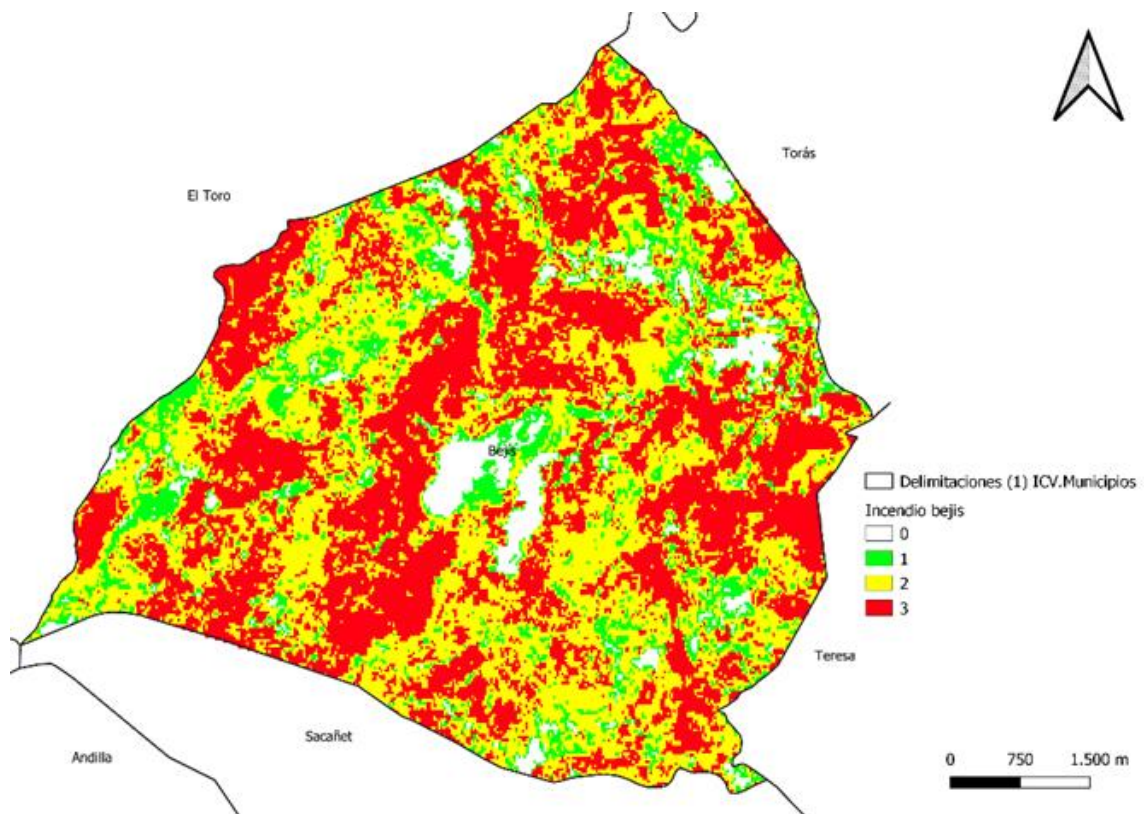 Torás
El Toro
Bejis
Delimitaciones (1) ICV.Municipios
Incendio bejis
0
1
2
3
Teresa
Sacañet
Andilla
0 750 1.500 m